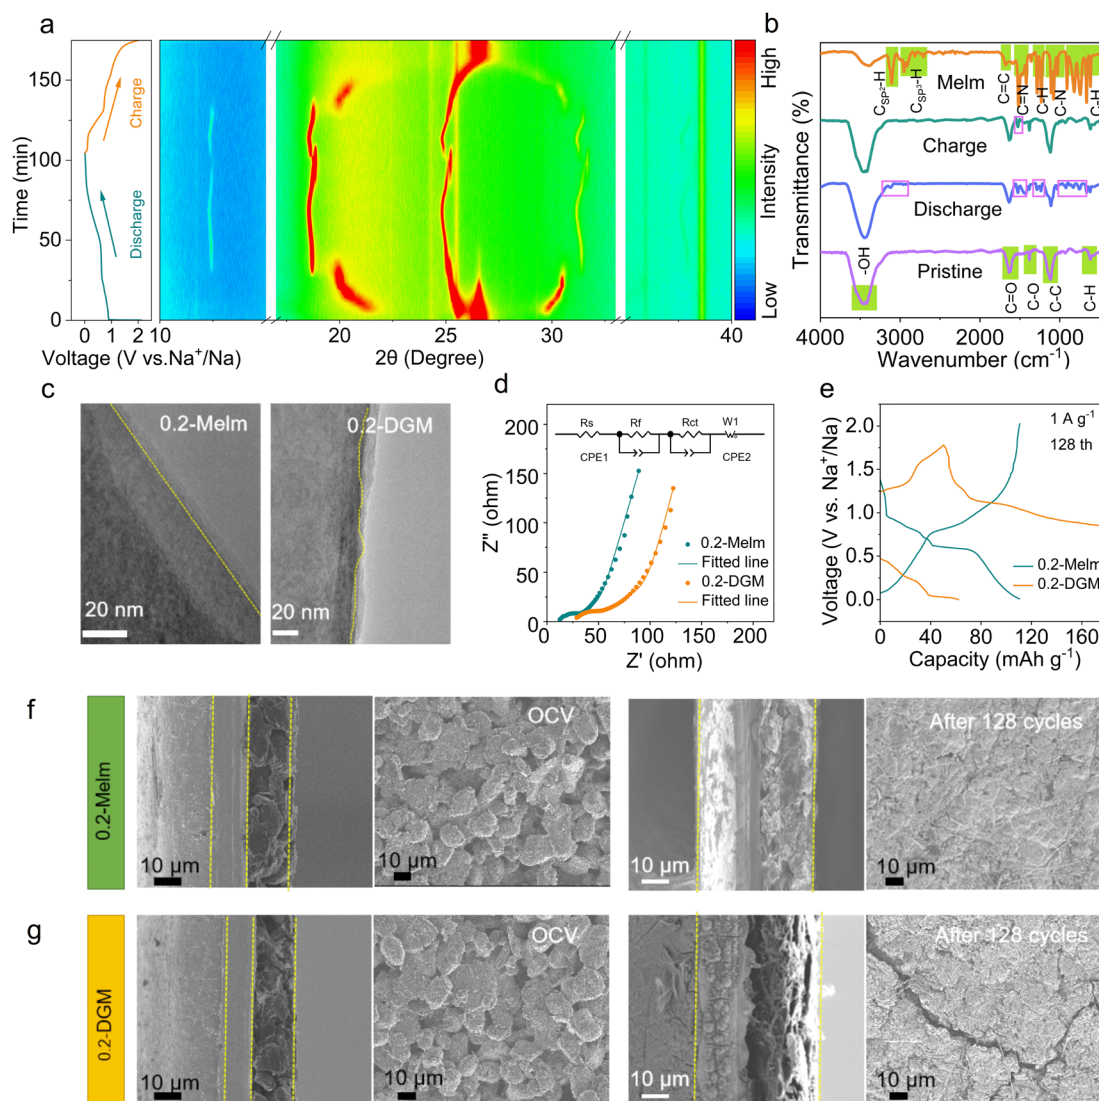 a
Time (min)
150
100
50
0
Charge
Discharge
0 1 2
Voltage (V vs.Na⁺/Na)
10 20 25 30 40
2θ (Degree)
High
Intensity
Low
b
Transmittance (%)
C_SP²-H
C_SP³-H
C=C
C=N
C-H
C-N
C-H
MeIm
Charge
Discharge
-OH
Pristine
C=O
C-O
C-C
C-H
4000 3000 2000 1000
Wavenumber (cm⁻¹)
c
0.2-MeIm
20 nm
0.2-DGM
20 nm
d
Z" (ohm)
200
150
100
50
0
Rs Rf Rct W1
CPE1 CPE2
0.2-MeIm
Fitted line
0.2-DGM
Fitted line
0 50 100 150 200
Z' (ohm)
e
Voltage (V vs. Na⁺/Na)
2.0
1.5
1.0
0.5
0.0
1 A g⁻¹
128 th
0.2-MeIm
0.2-DGM
0 40 80 120 160
Capacity (mAh g⁻¹)
f
0.2-MeIm
10 µm
OCV
10 µm
10 µm
After 128 cycles
10 µm
g
0.2-DGM
10 µm
OCV
10 µm
10 µm
After 128 cycles
10 µm